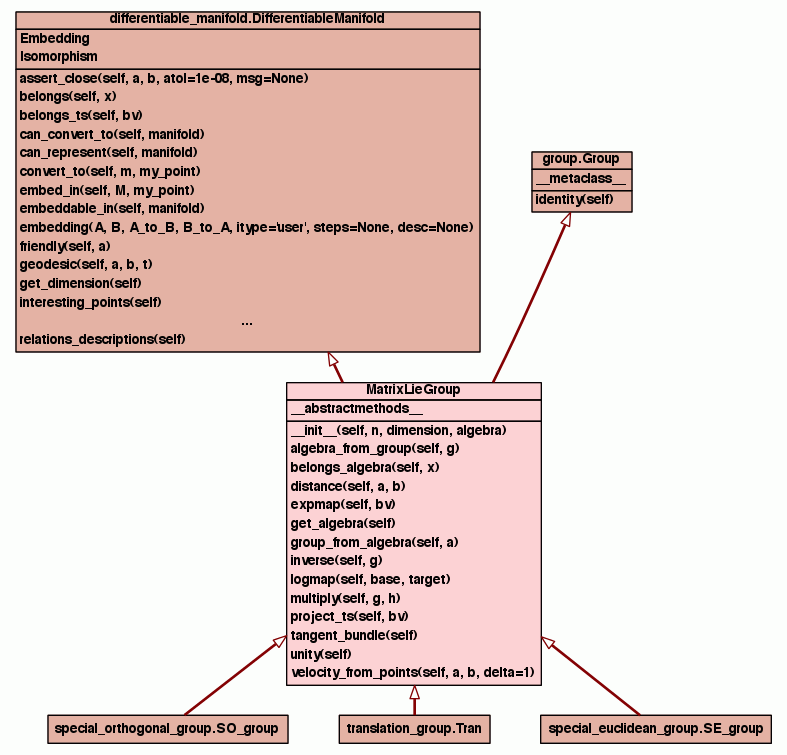 differentiable_manifold.DifferentiableManifold
Embedding
Isomorphism
assert_close(self, a, b, atol=1e-08, msg=None)
belongs(self, x)
belongs_ts(self, bv)
can_convert_to(self, manifold)
can_represent(self, manifold)
convert_to(self, m, my_point)
embed_in(self, M, my_point)
embeddable_in(self, manifold)
embedding(A, B, A_to_B, B_to_A, itype='user', steps=None, desc=None)
friendly(self, a)
geodesic(self, a, b, t)
get_dimension(self)
interesting_points(self)
...
relations_descriptions(self)
group.Group
__metaclass__
identity(self)
MatrixLieGroup
__abstractmethods__
__init__(self, n, dimension, algebra)
algebra_from_group(self, g)
belongs_algebra(self, x)
distance(self, a, b)
expmap(self, bv)
get_algebra(self)
group_from_algebra(self, a)
inverse(self, g)
logmap(self, base, target)
multiply(self, g, h)
project_ts(self, bv)
tangent_bundle(self)
unity(self)
velocity_from_points(self, a, b, delta=1)
special_orthogonal_group.SO_group
translation_group.Tran
special_euclidean_group.SE_group